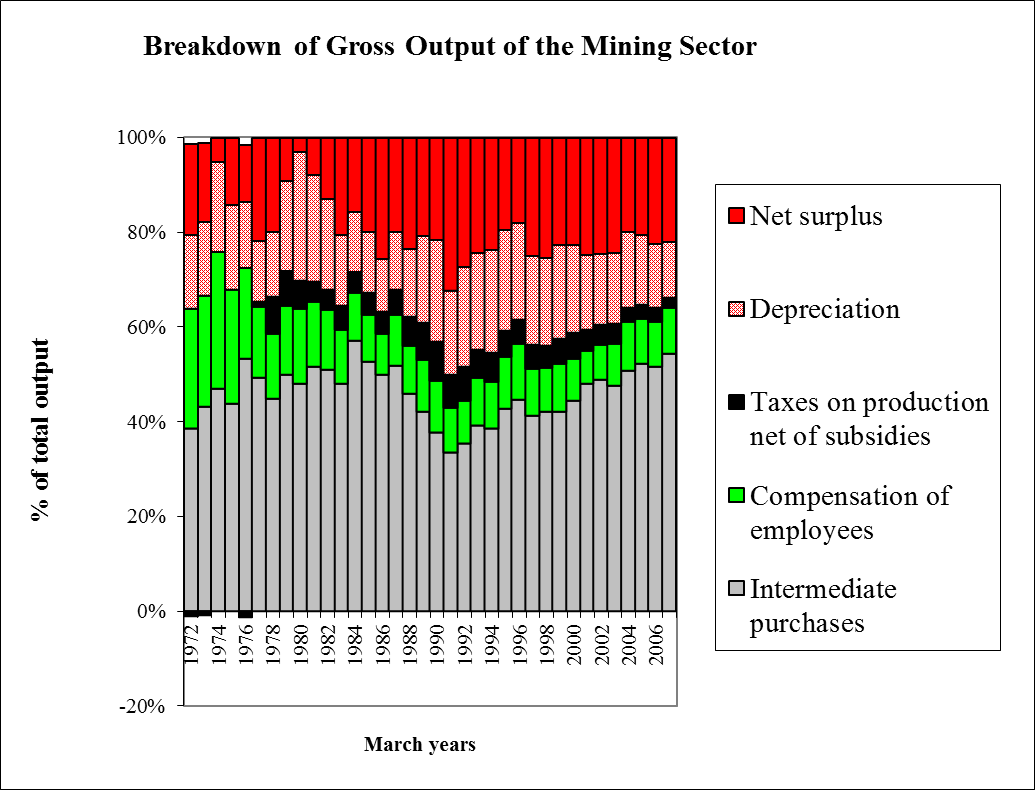 Breakdown of Gross Output of the Mining Sector
100%
80%
60%
40%
20%
0%
-20%
% of total output
1972
1974
1976
1978
1980
1982
1984
1986
1988
1990
1992
1994
1996
1998
2000
2002
2004
2006
March years
Net surplus
Depreciation
Taxes on production
net of subsidies
Compensation of
employees
Intermediate
purchases